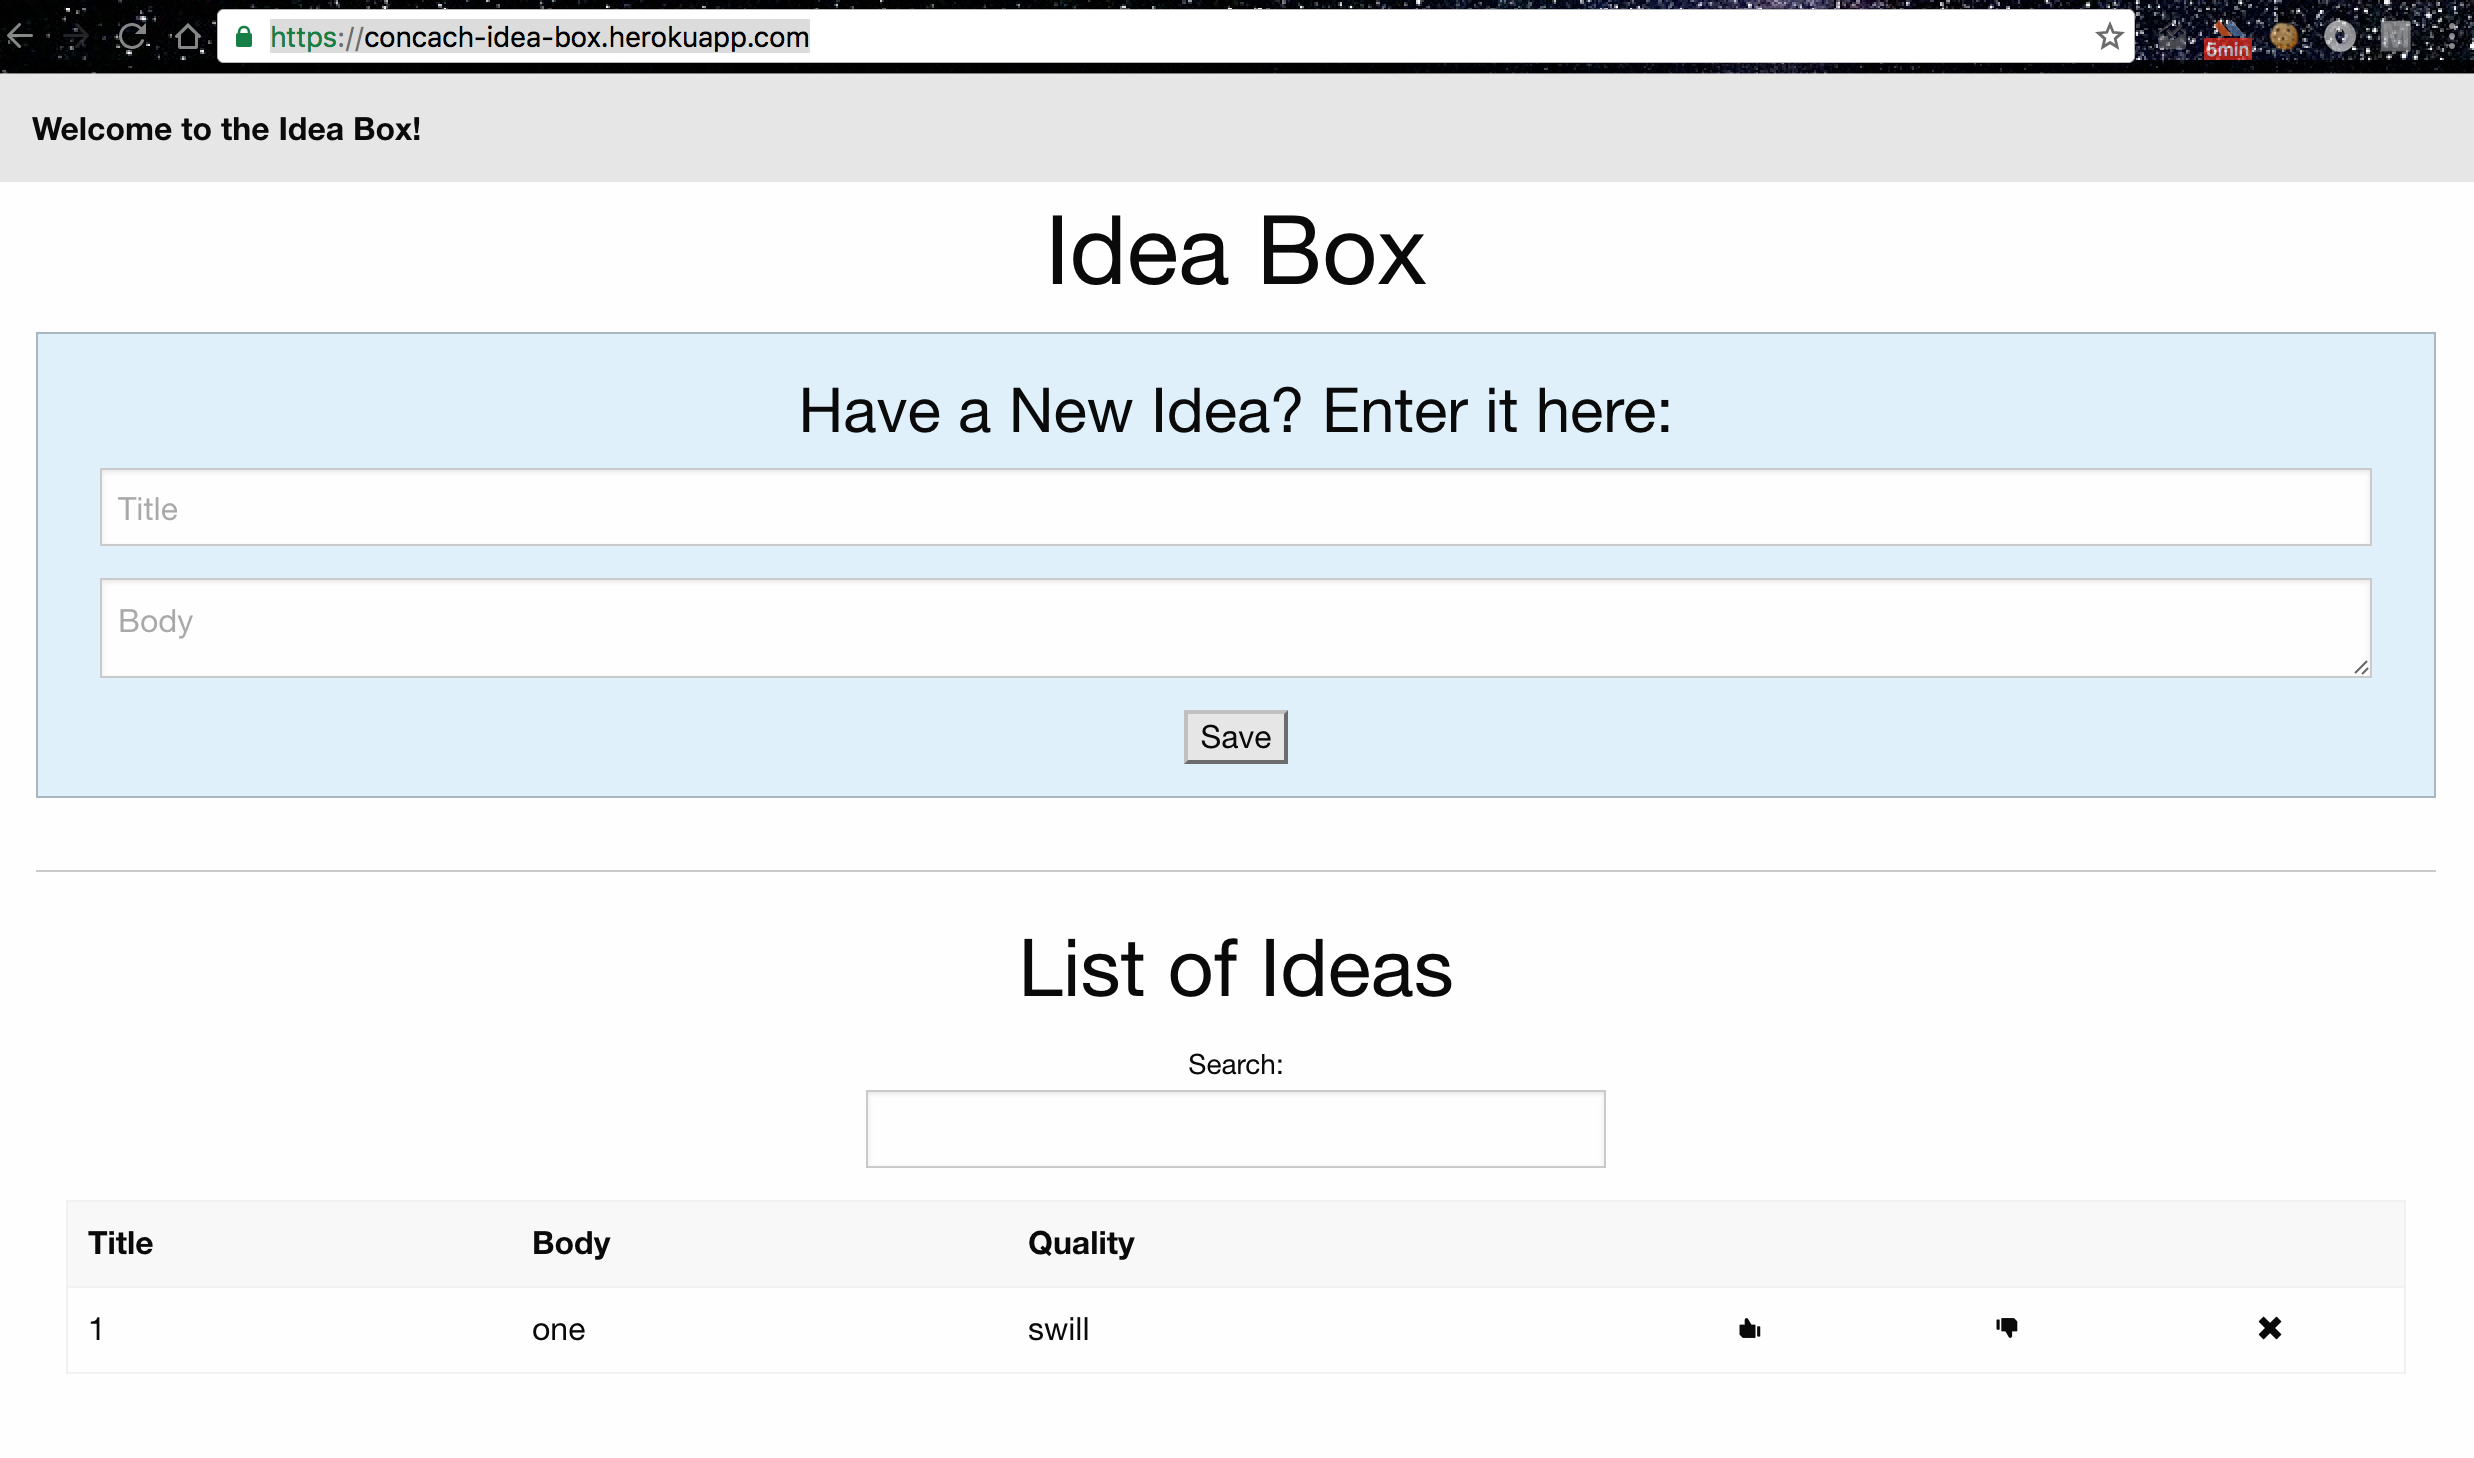 https://concach-idea-box.herokuapp.com
5min
Welcome to the Idea Box!
Idea Box
Have a New Idea? Enter it here:
Title
Body
Save
List of Ideas
Search:
Title Body Quality
1 one swill